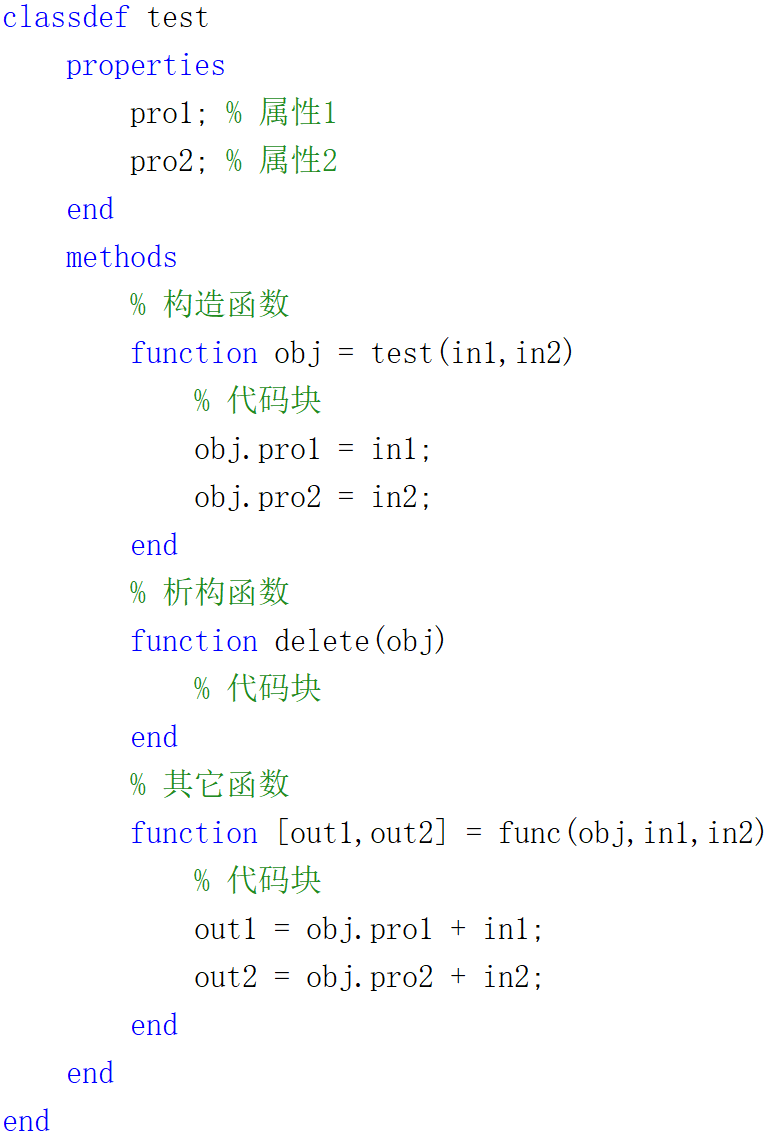 classdef test
properties
pro1; % 属性1
pro2; % 属性2
end
methods
% 构造函数
function obj = test(in1,in2)
% 代码块
obj.pro1 = in1;
obj.pro2 = in2;
end
% 析构函数
function delete(obj)
% 代码块
end
% 其它函数
function [out1,out2] = func(obj,in1,in2)
% 代码块
out1 = obj.pro1 + in1;
out2 = obj.pro2 + in2;
end
end
end